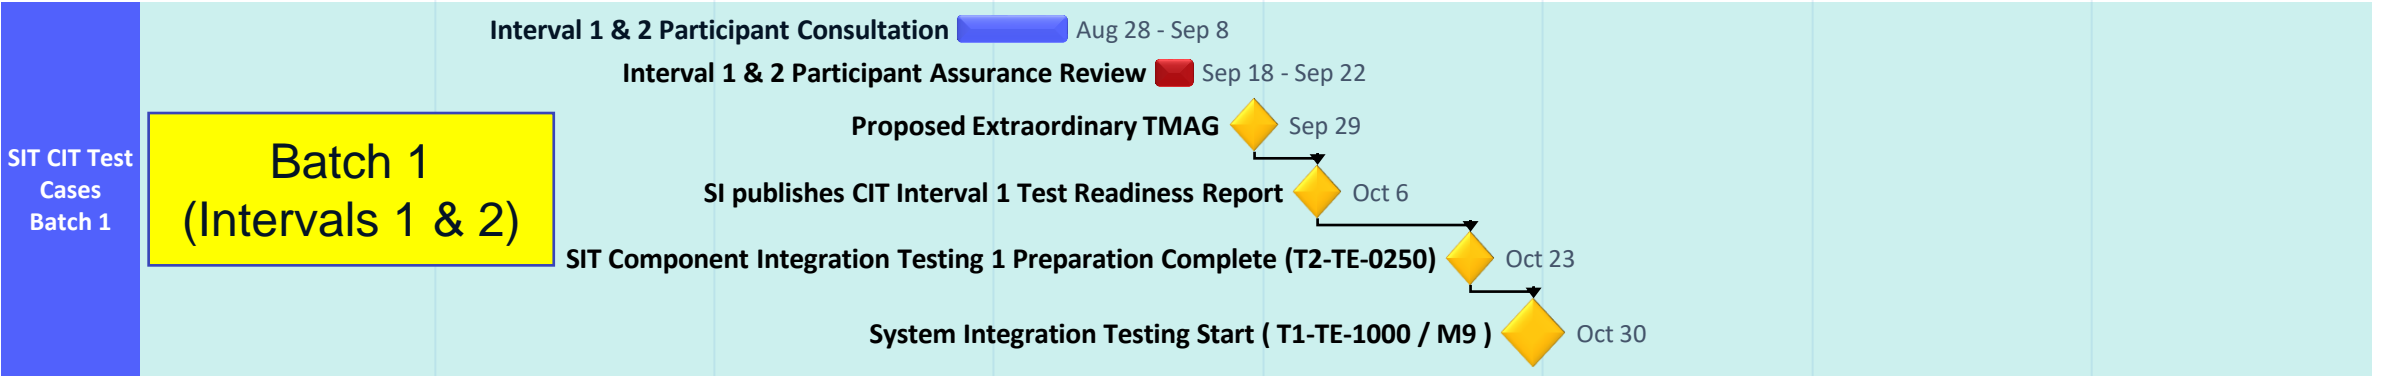 SIT CIT Test
Cases
Batch 1
Batch 1
(Intervals 1 & 2)
Interval 1 & 2 Participant Consultation Aug 28 - Sep 8
Interval 1 & 2 Participant Assurance Review Sep 18 - Sep 22
Proposed Extraordinary TMAG Sep 29
SI publishes CIT Interval 1 Test Readiness Report Oct 6
SIT Component Integration Testing 1 Preparation Complete (T2-TE-0250) Oct 23
System Integration Testing Start ( T1-TE-1000 / M9 ) Oct 30